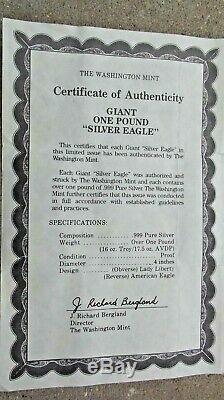 THE WASHINGTON MINT
Certificate of Authenticity
GIANT
ONE POUND
"SILVER EAGLE"
This certifies that each Giant "Silver Eagle" in
this limited issue has been authenticated by The
Washington Mint.
Each Giant "Silver Eagle" was authorized and
struck by The Washington Mint and each contains
over one pound of .999 Pure Silver. The Washington
Mint further certifies that this issue was conducted
in full accordance with established guidelines
and practices.
SPECIFICATIONS:
Composition .................... .999 Pure Silver
Weight ........................ Over One Pound
(16 oz. Troy/17.5 oz. AVDP)
Condition ............................... Proof
Diameter ............................. 4 inches
Design ................ (Obverse) Lady Liberty
(Reverse) American Eagle
J. Richard Bergland
J. Richard Bergland
Director
The Washington Mint